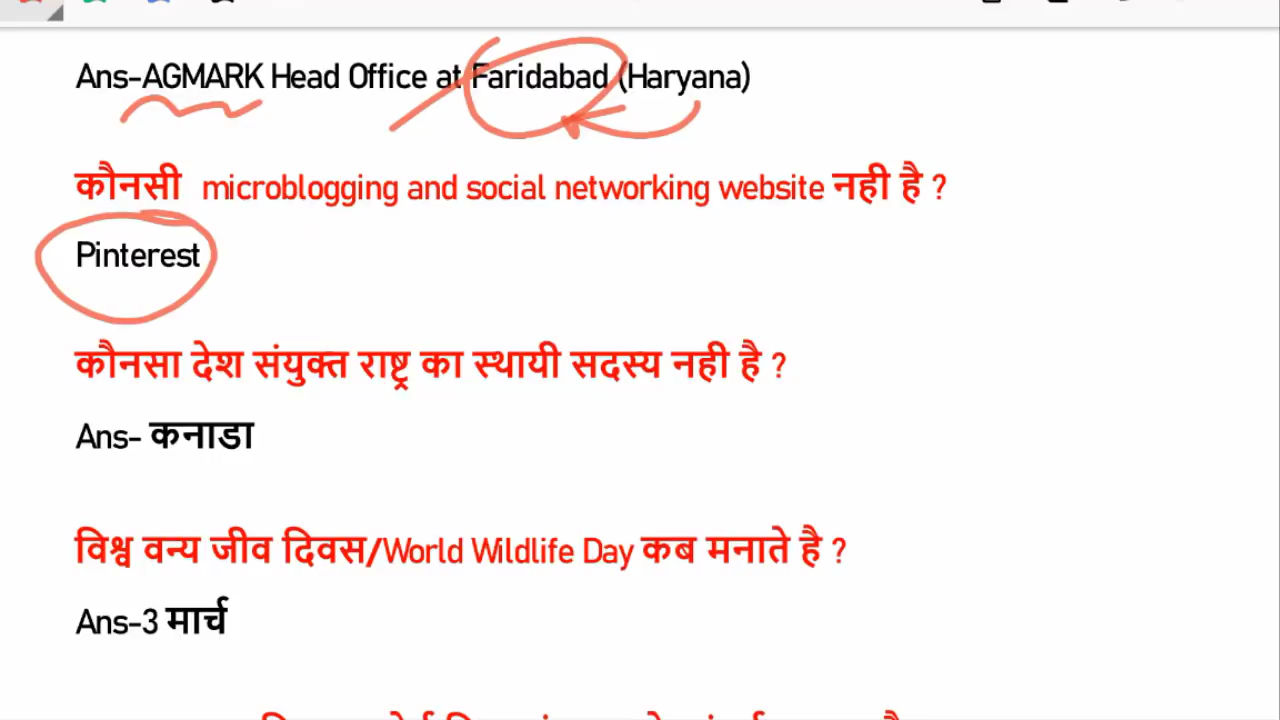 Ans-AGMARK Head Office at Faridabad (Haryana)
कौनसी microblogging and social networking website नही है ?
Pinterest
कौनसा देश संयुक्त राष्ट्र का स्थायी सदस्य नही है ?
Ans- कनाडा
विश्व वन्य जीव दिवस/World Wildlife Day कब मनाते है ?
Ans-3 मार्च